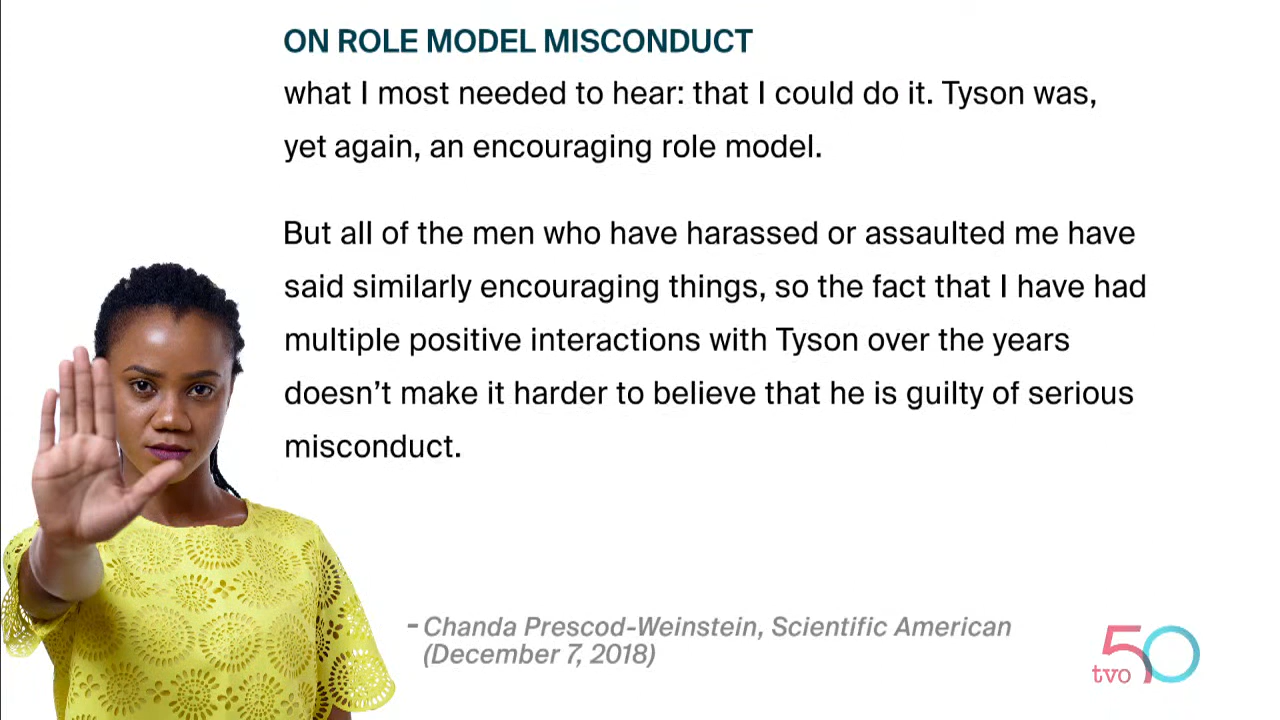 ON ROLE MODEL MISCONDUCT
what I most needed to hear: that I could do it. Tyson was,
yet again, an encouraging role model.
But all of the men who have harassed or assaulted me have
said similarly encouraging things, so the fact that I have had
multiple positive interactions with Tyson over the years
doesn’t make it harder to believe that he is guilty of serious
misconduct.
- Chanda Prescod-Weinstein, Scientific American
(December 7, 2018)
tvo 50